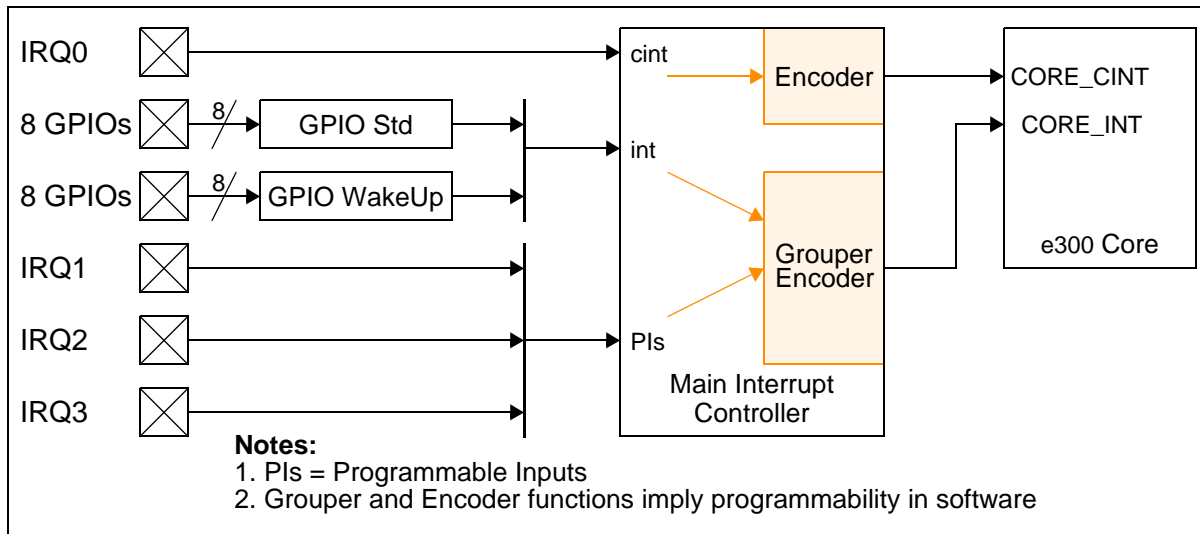 IRQ0
8 GPIOs
8
GPIO Std
8 GPIOs
8
GPIO WakeUp
IRQ1
IRQ2
IRQ3
cint
int
PIs
Encoder
Grouper
Encoder
Main Interrupt
Controller
CORE_CINT
CORE_INT
e300 Core
Notes:
1. PIs = Programmable Inputs
2. Grouper and Encoder functions imply programmability in software